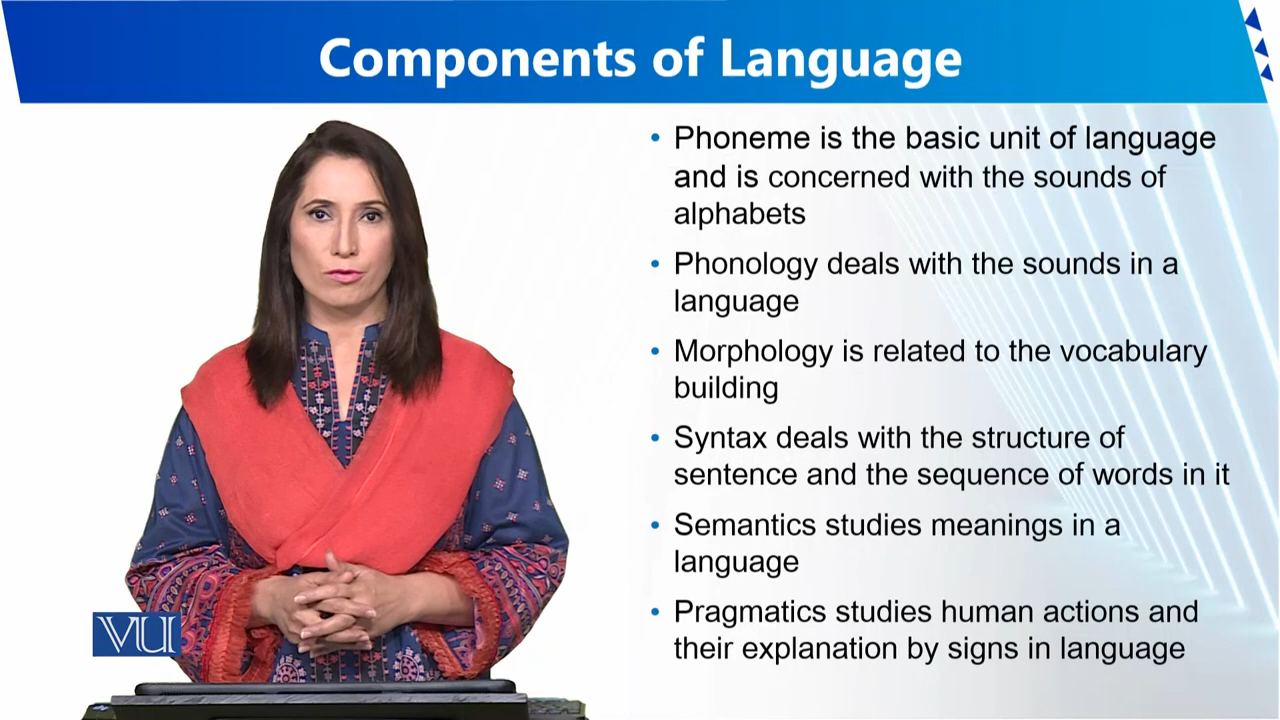 Components of Language
• Phoneme is the basic unit of language
and is concerned with the sounds of
alphabets
• Phonology deals with the sounds in a
language
• Morphology is related to the vocabulary
building
• Syntax deals with the structure of
sentence and the sequence of words in it
• Semantics studies meanings in a
language
• Pragmatics studies human actions and
their explanation by signs in language
VU